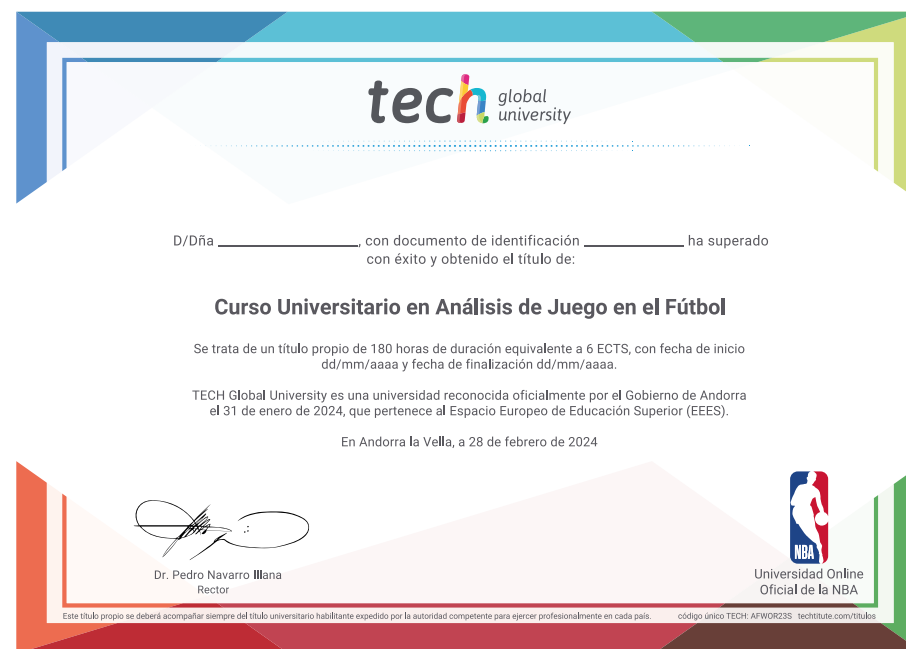 tech global university
D/Dña ____________________, con documento de identificación ______________ ha superado
con éxito y obtenido el título de:
Curso Universitario en Análisis de Juego en el Fútbol
Se trata de un título propio de 180 horas de duración equivalente a 6 ECTS, con fecha de inicio
dd/mm/aaaa y fecha de finalización dd/mm/aaaa.
TECH Global University es una universidad reconocida oficialmente por el Gobierno de Andorra
el 31 de enero de 2024, que pertenece al Espacio Europeo de Educación Superior (EEES).
En Andorra la Vella, a 28 de febrero de 2024
Dr. Pedro Navarro Illana
Rector
NBA
Universidad Online
Oficial de la NBA
Este título propio se deberá acompañar siempre del título universitario habilitante expedido por la autoridad competente para ejercer profesionalmente en cada país.
código único TECH: AFWOR23S techtitute.com/titulos